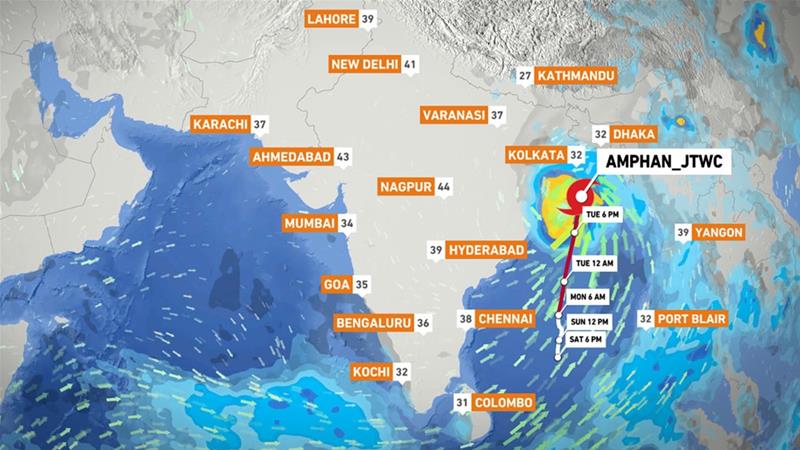 LAHORE 39
NEW DELHI 41
27 KATHMANDU
VARANASI 37
KARACHI 37
32 DHAKA
AHMEDABAD 43
KOLKATA 32
AMPHAN_JTWC
NAGPUR 44
TUE 6 PM
MUMBAI 34
39 YANGON
39 HYDERABAD
TUE 12 AM
GOA 35
MON 6 AM
BENGALURU 36
38 CHENNAI
SUN 12 PM
32 PORT BLAIR
SAT 6 PM
KOCHI 32
31 COLOMBO